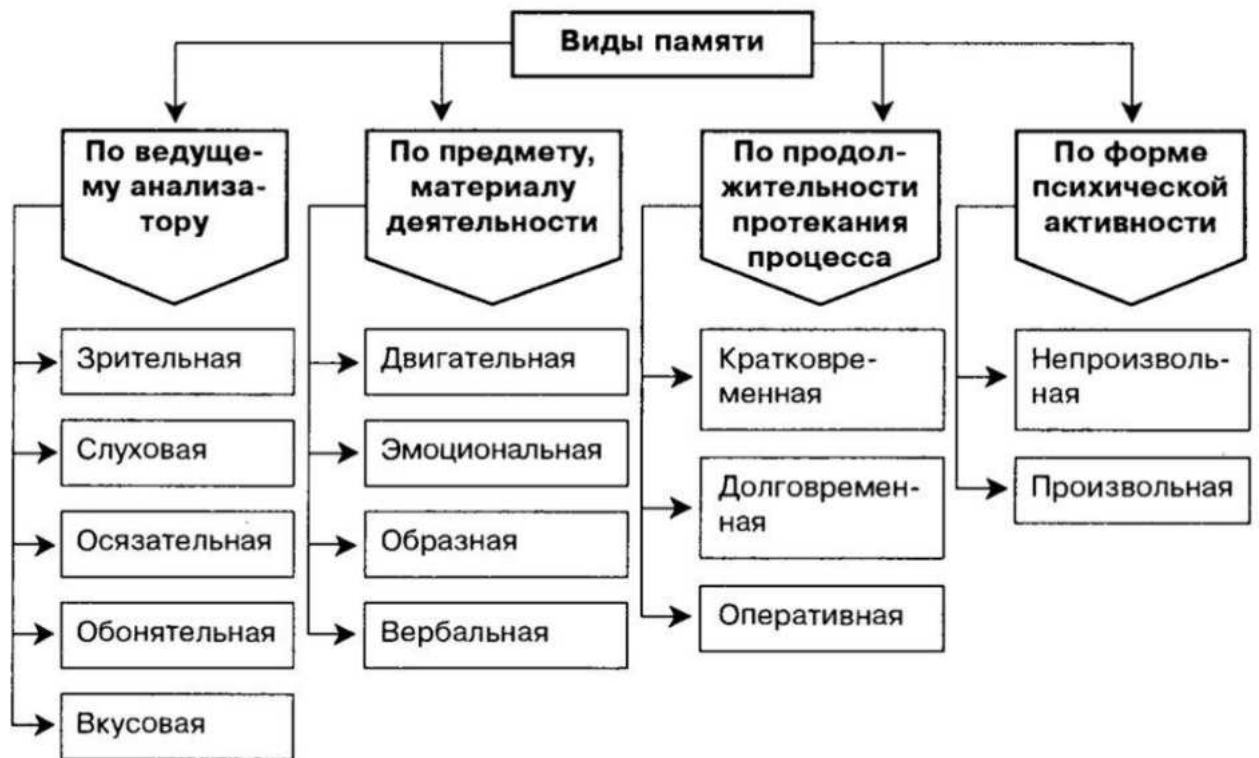 Виды памяти
По ведуще-
му анализа-
тору
Зрительная
Слуховая
Осязательная
Обонятельная
Вкусовая
По предмету,
материалу
деятельности
Двигательная
Эмоциональная
Образная
Вербальная
По продол-
жительности
протекания
процесса
Кратковре-
менная
Долговремен-
ная
Оперативная
По форме
психической
активности
Непроизволь-
ная
Произвольная